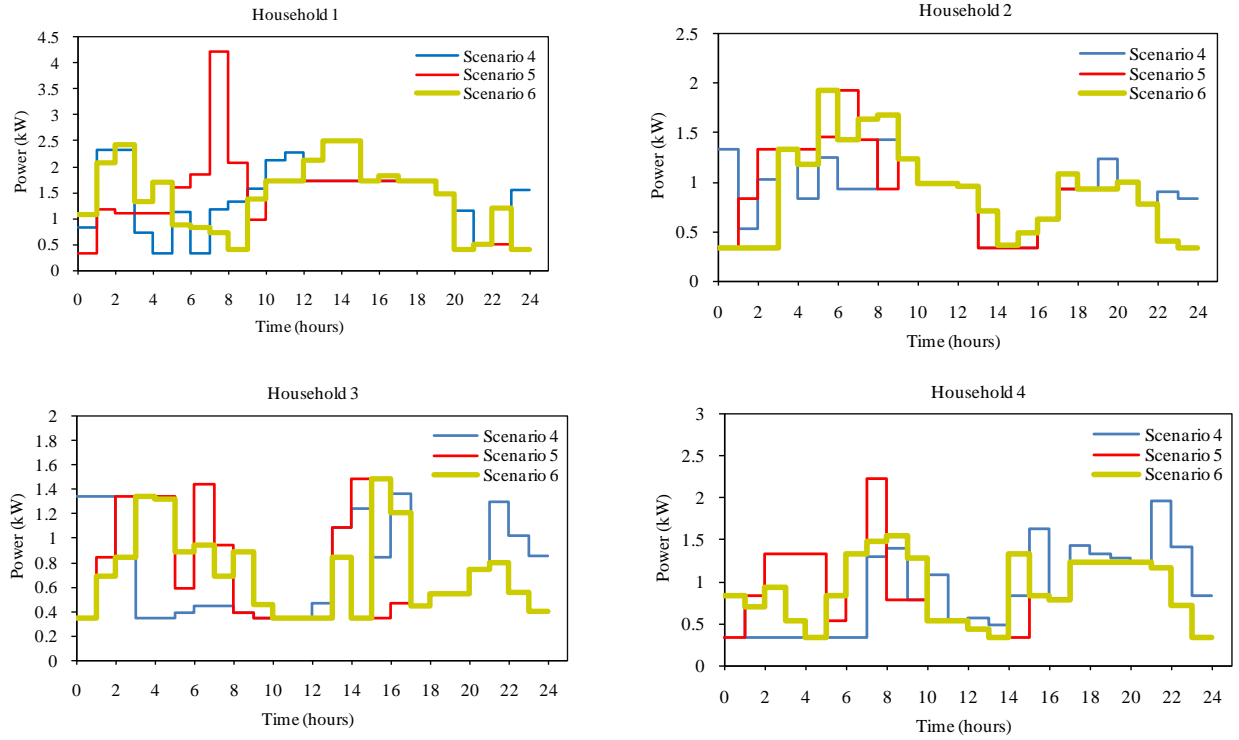 Household 1
4.5
4
3.5
3
2.5
2
1.5
1
0.5
0
Power (kW)
Scenario 4
Scenario 5
Scenario 6
0 2 4 6 8 10 12 14 16 18 20 22 24
Time (hours)
Household 2
2.5
2
1.5
1
0.5
0
Power (kW)
Scenario 4
Scenario 5
Scenario 6
0 2 4 6 8 10 12 14 16 18 20 22 24
Time (hours)
Household 3
2
1.8
1.6
1.4
1.2
1
0.8
0.6
0.4
0.2
0
Power (kW)
Scenario 4
Scenario 5
Scenario 6
0 2 4 6 8 10 12 14 16 18 20 22 24
Time (hours)
Household 4
3
2.5
2
1.5
1
0.5
0
Power (kW)
Scenario 4
Scenario 5
Scenario 6
0 2 4 6 8 10 12 14 16 18 20 22 24
Time (hours)